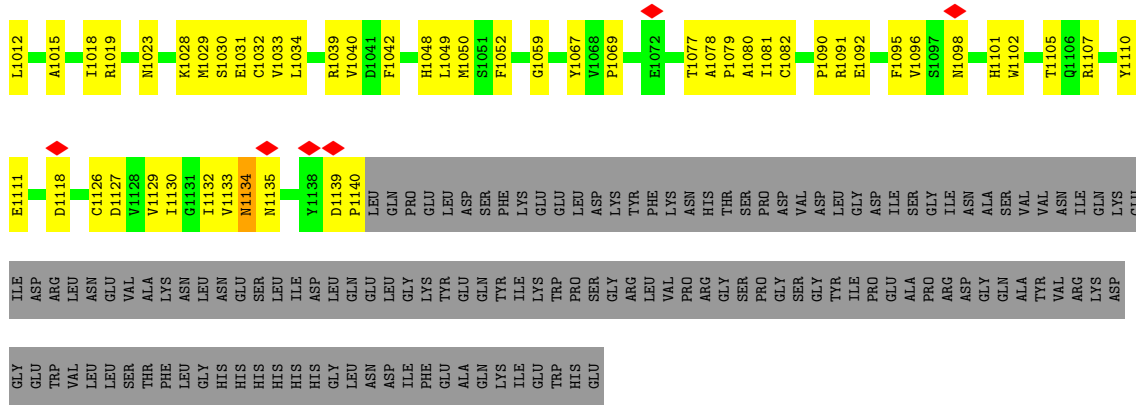 L1012 A1015 I1018 R1019 N1023 K1028 M1029 S1030 E1031 C1032 V1033 L1034 R1039 V1040 D1041 F1042 H1048 L1049 M1050 S1051 F1052 G1059 Y1067 V1068 P1069 E1072 T1077 A1078 P1079 A1080 I1081 C1082 P1090 R1091 E1092 F1095 V1096 S1097 N1098 H1101 W1102 T1105 Q1106 R1107 Y1110
E1111 D1118 C1126 D1127 V1128 V1129 I1130 G1131 I1132 V1133 N1134 N1135 Y1138 D1139 P1140 LEU GLN PRO GLU LEU ASP SER PHE LYS GLU GLU LEU ASP LYS TYR PHE LYS ASN HIS THR SER PRO ASP VAL ASP LEU GLY ASP ILE SER GLY ILE ASN ALA SER VAL VAL ASN ILE GLN LYS GLU
ILE ASP ARG LEU ASN GLU VAL ALA LYS ASN LEU ASN GLU SER LEU ILE ASP LEU GLN GLU LEU GLY LYS TYR GLU GLN TYR ILE LYS TRP PRO SER GLY ARG LEU VAL PRO ARG GLY SER PRO GLY SER GLY TYR ILE PRO GLU ALA PRO ARG ASP GLY GLN ALA TYR VAL ARG LYS ASP
GLY GLU TRP VAL LEU LEU SER THR PHE LEU GLY HIS HIS HIS HIS HIS HIS GLY LEU ASN ASP ILE PHE GLU ALA GLN LYS ILE GLU TRP HIS GLU